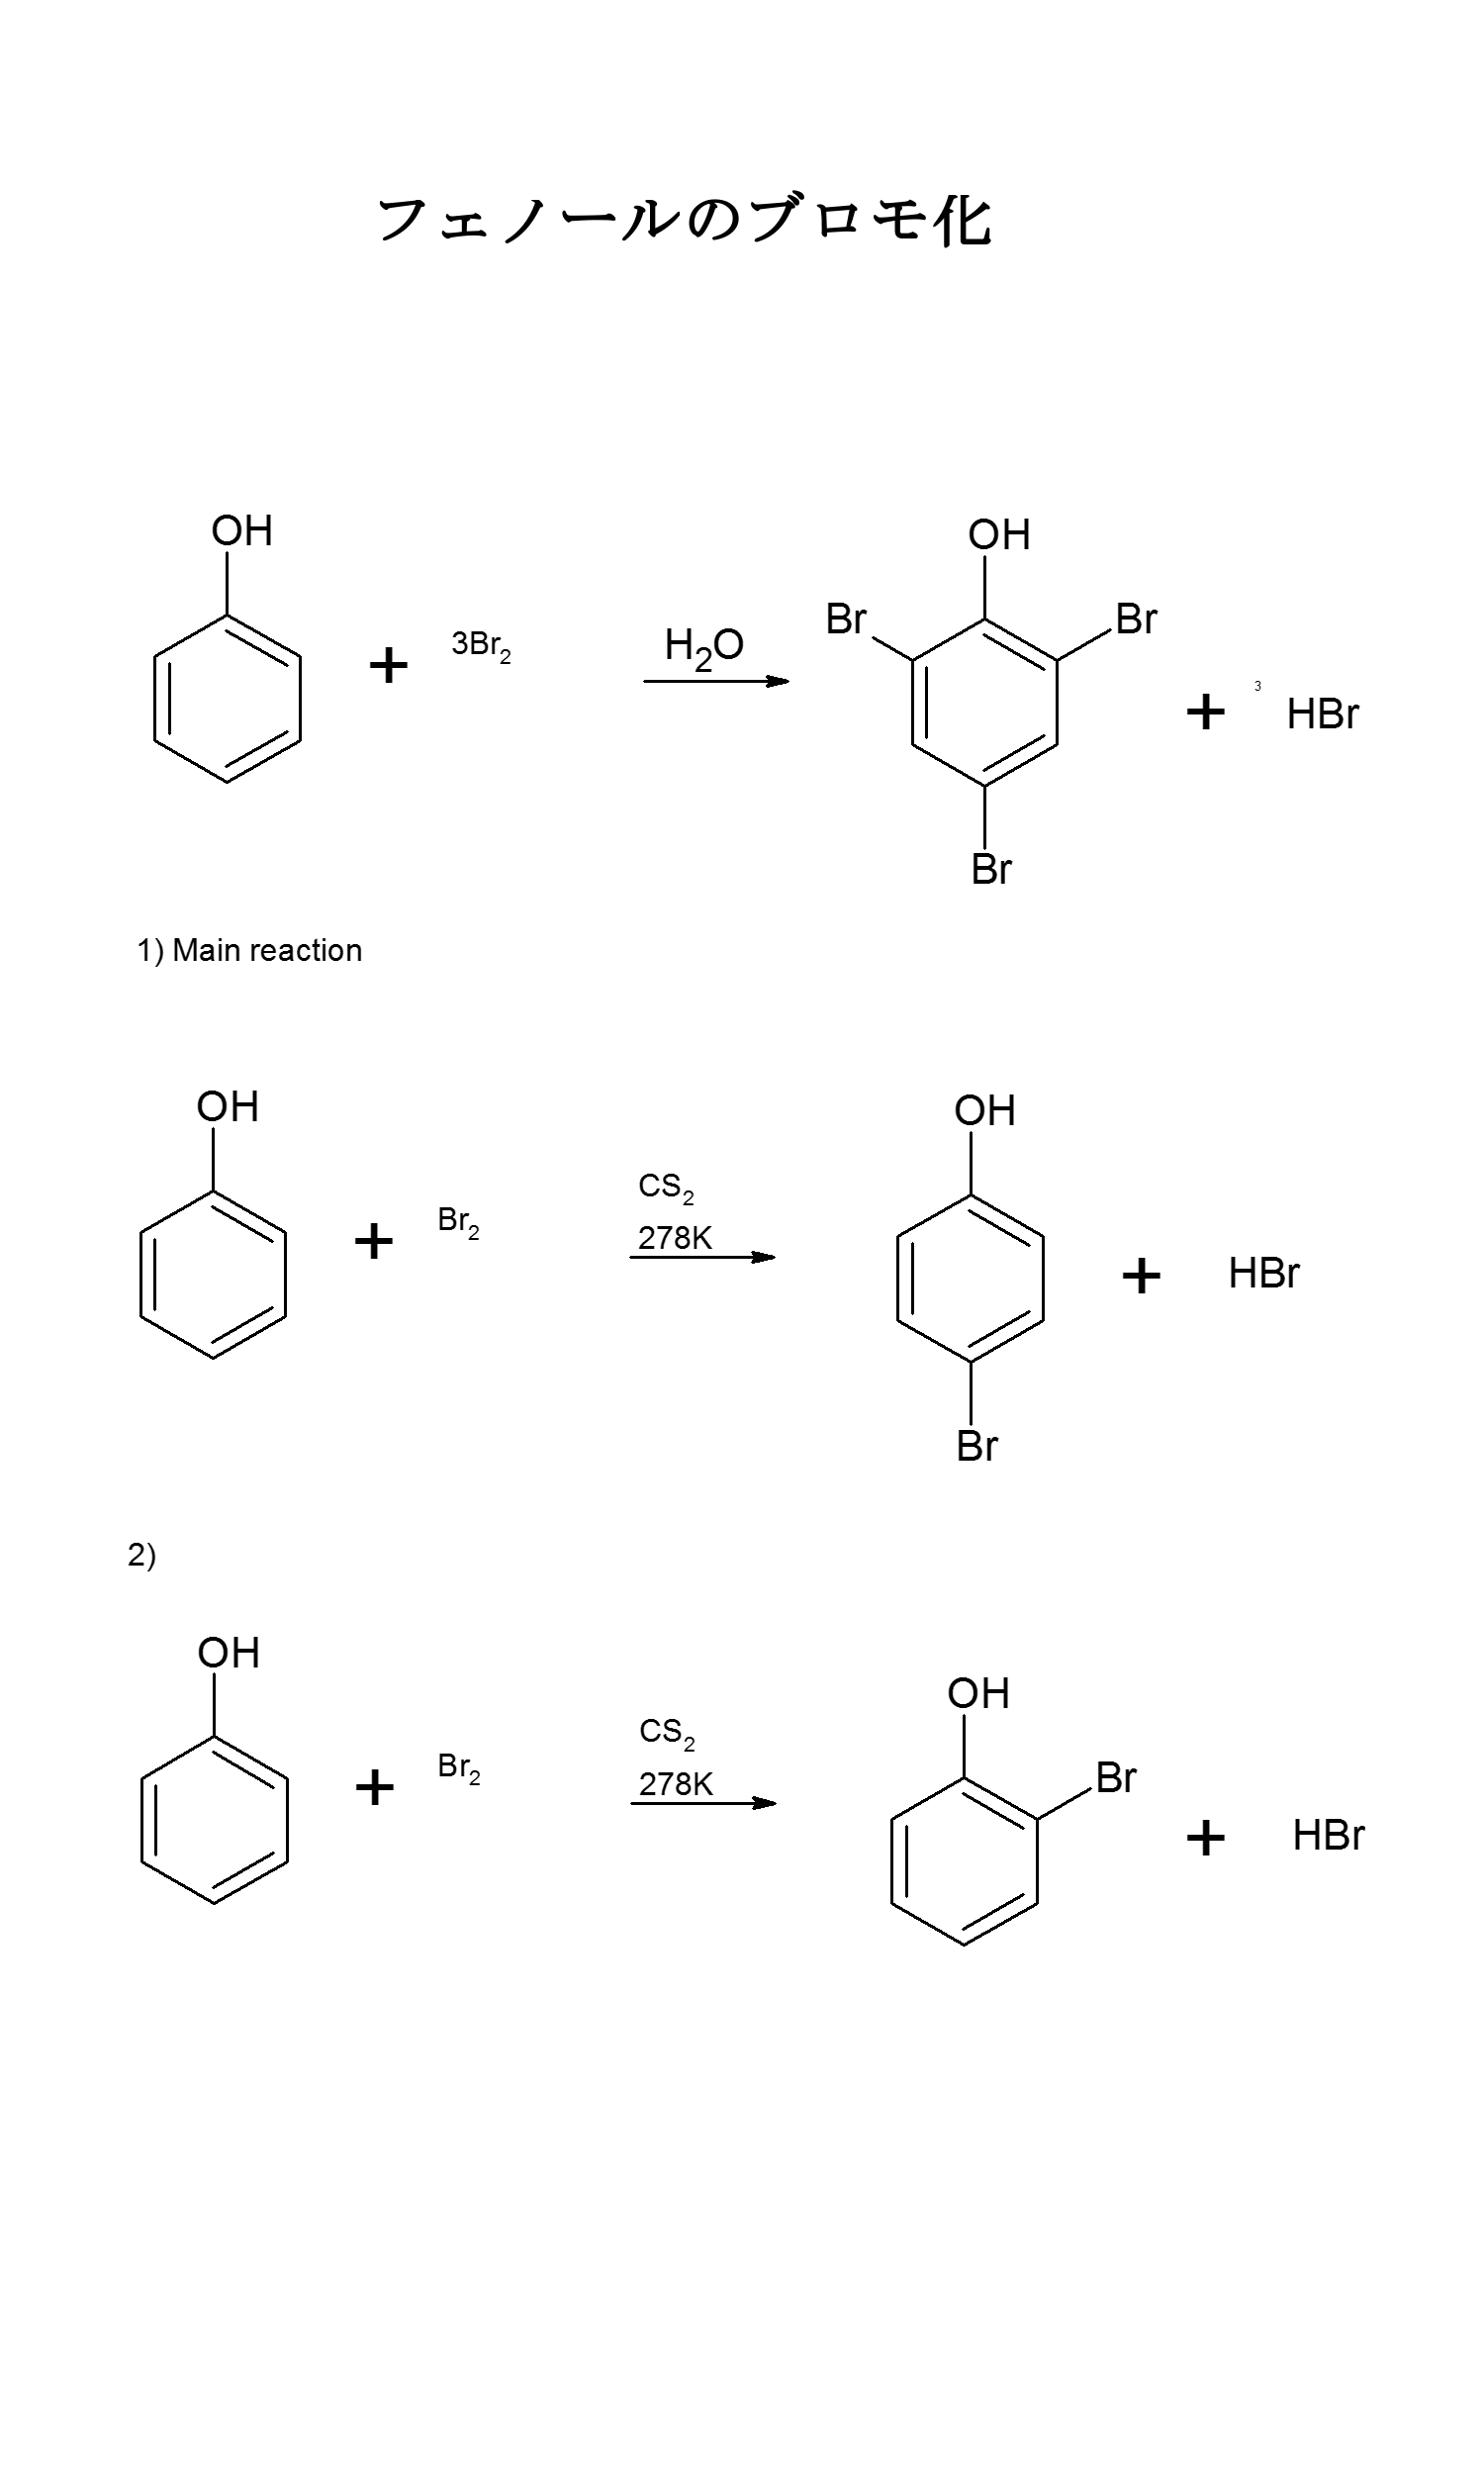 フェノールのブロモ化
OH
+ 3Br2
H2O
OH
Br
Br
Br
+ 3 HBr
1) Main reaction
OH
+ Br2
CS2
278K
OH
Br
+ HBr
2)
OH
+ Br2
CS2
278K
OH
Br
+ HBr